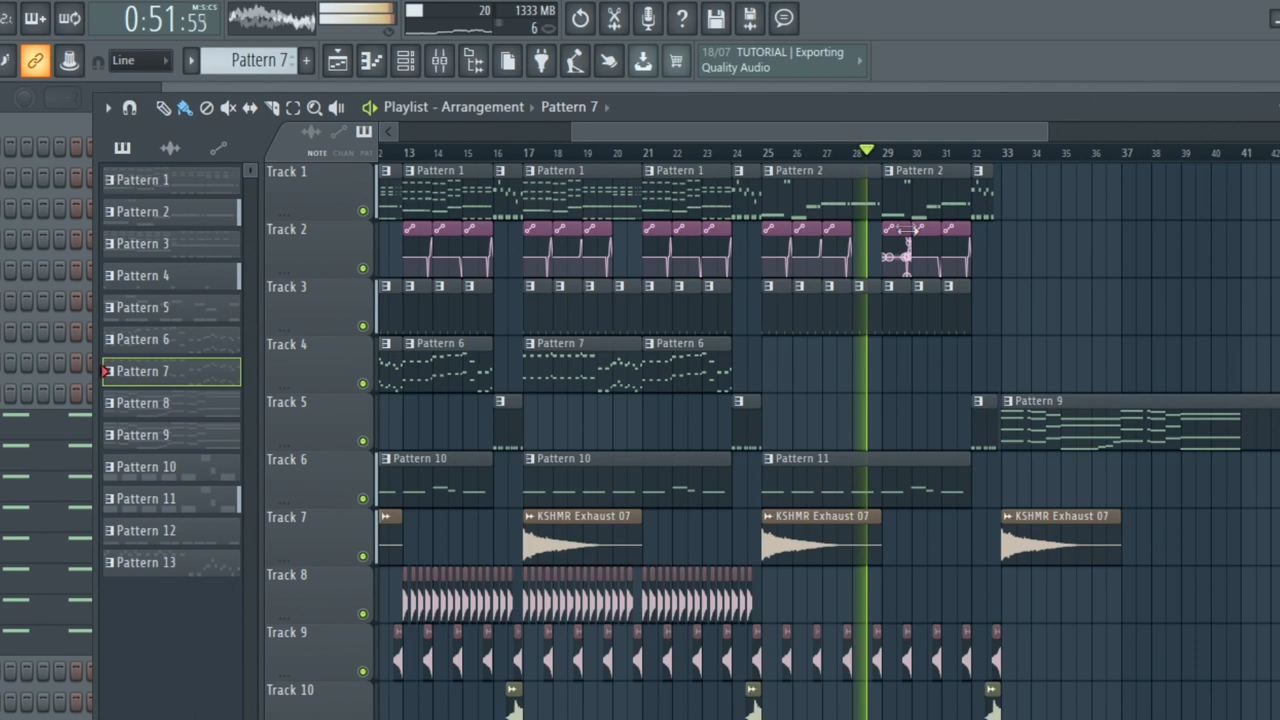 0:51:55
M:S:CS
20
1333 MB
6
Line
Pattern 7
18/07 TUTORIAL | Exporting
Quality Audio
Playlist - Arrangement › Pattern 7 ›
NOTE CHAN PAT
2 13 14 15 16 17 18 19 20 21 22 23 24 25 26 27 28 29 30 31 32 33 34 35 36 37 38 39 40 41 42
Pattern 1
Pattern 2
Pattern 3
Pattern 4
Pattern 5
Pattern 6
Pattern 7
Pattern 8
Pattern 9
Pattern 10
Pattern 11
Pattern 12
Pattern 13
Track 1
Pattern 1 Pattern 1 Pattern 1 Pattern 2 Pattern 2
Track 2
Track 3
Track 4
Pattern 6 Pattern 7 Pattern 6
Track 5
Pattern 9
Track 6
Pattern 10 Pattern 10 Pattern 11
Track 7
KSHMR Exhaust 07 KSHMR Exhaust 07 KSHMR Exhaust 07
Track 8
Track 9
Track 10